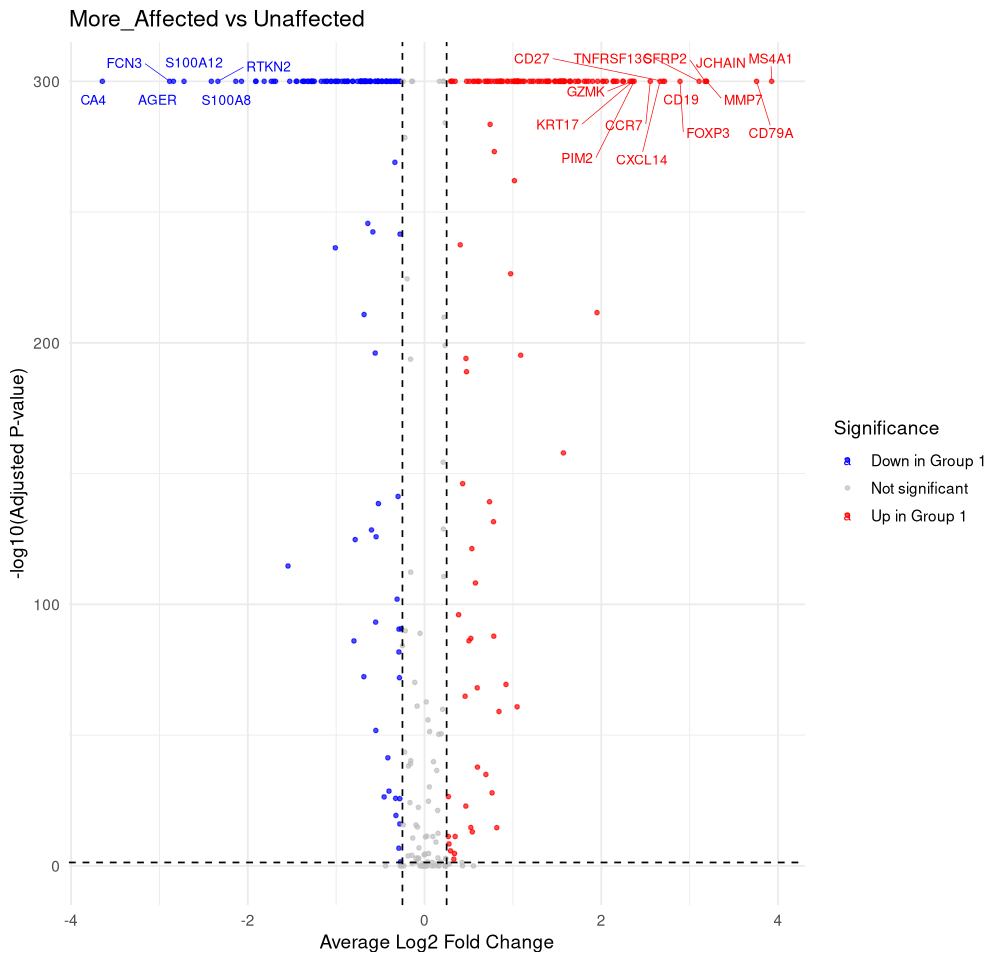 More_Affected vs Unaffected
FCN3
S100A12
RTKN2
CA4
AGER
S100A8
CD27
TNFRSF13C
SFRP2
JCHAIN
MS4A1
GZMK
CD19
MMP7
KRT17
CCR7
FOXP3
CD79A
PIM2
CXCL14
300
200
100
0
-log10(Adjusted P-value)
-4
-2
0
2
4
Average Log2 Fold Change
Significance
a Down in Group 1
Not significant
a Up in Group 1